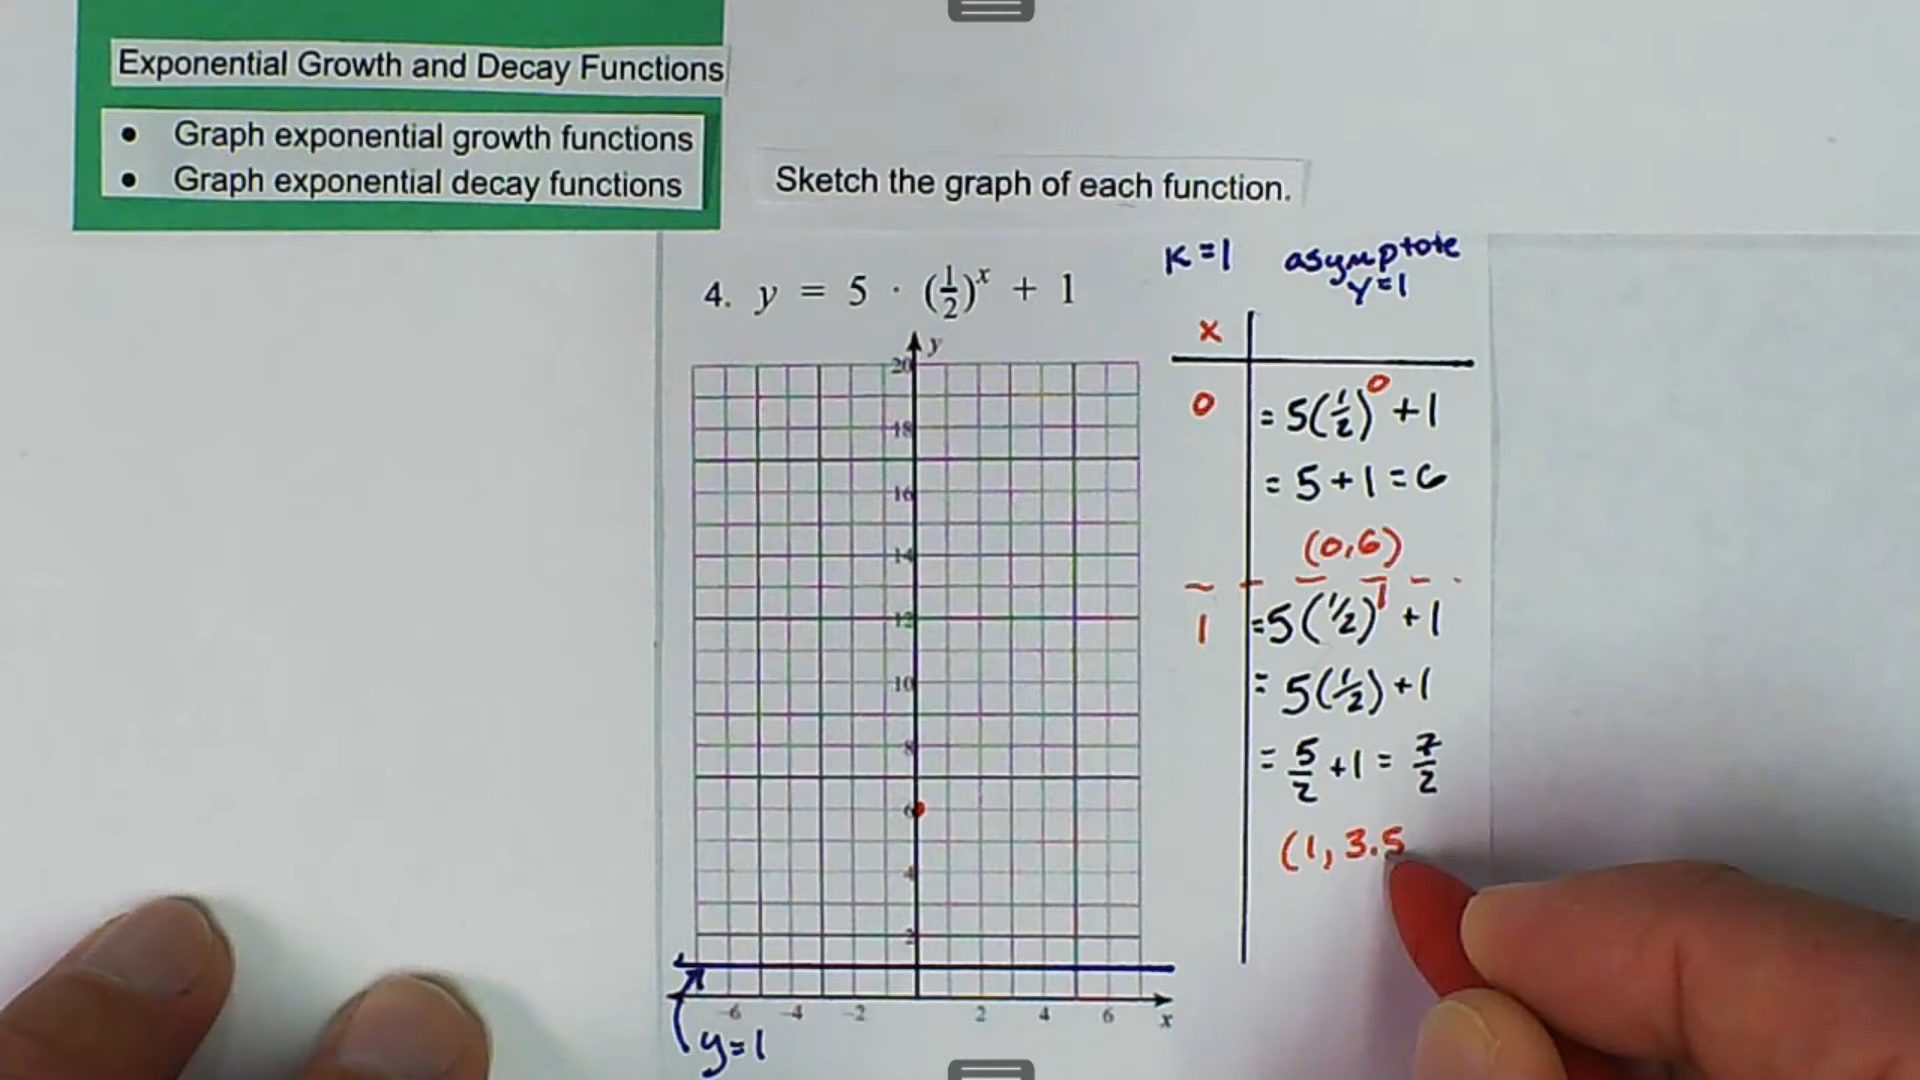 Exponential Growth and Decay Functions
● Graph exponential growth functions
● Graph exponential decay functions
Sketch the graph of each function.
K=1 asymptote
y=1
4. y = 5 · (1/2)^x + 1
x
0 = 5(1/2)^0 + 1
= 5+1=6
(0,6)
1 =5(1/2)^1 +1
= 5(1/2)+1
= 5/2 +1 = 7/2
(1, 3.5
y
20
18
16
14
12
10
8
6
4
2
-6 -4 -2 2 4 6 x
y=1